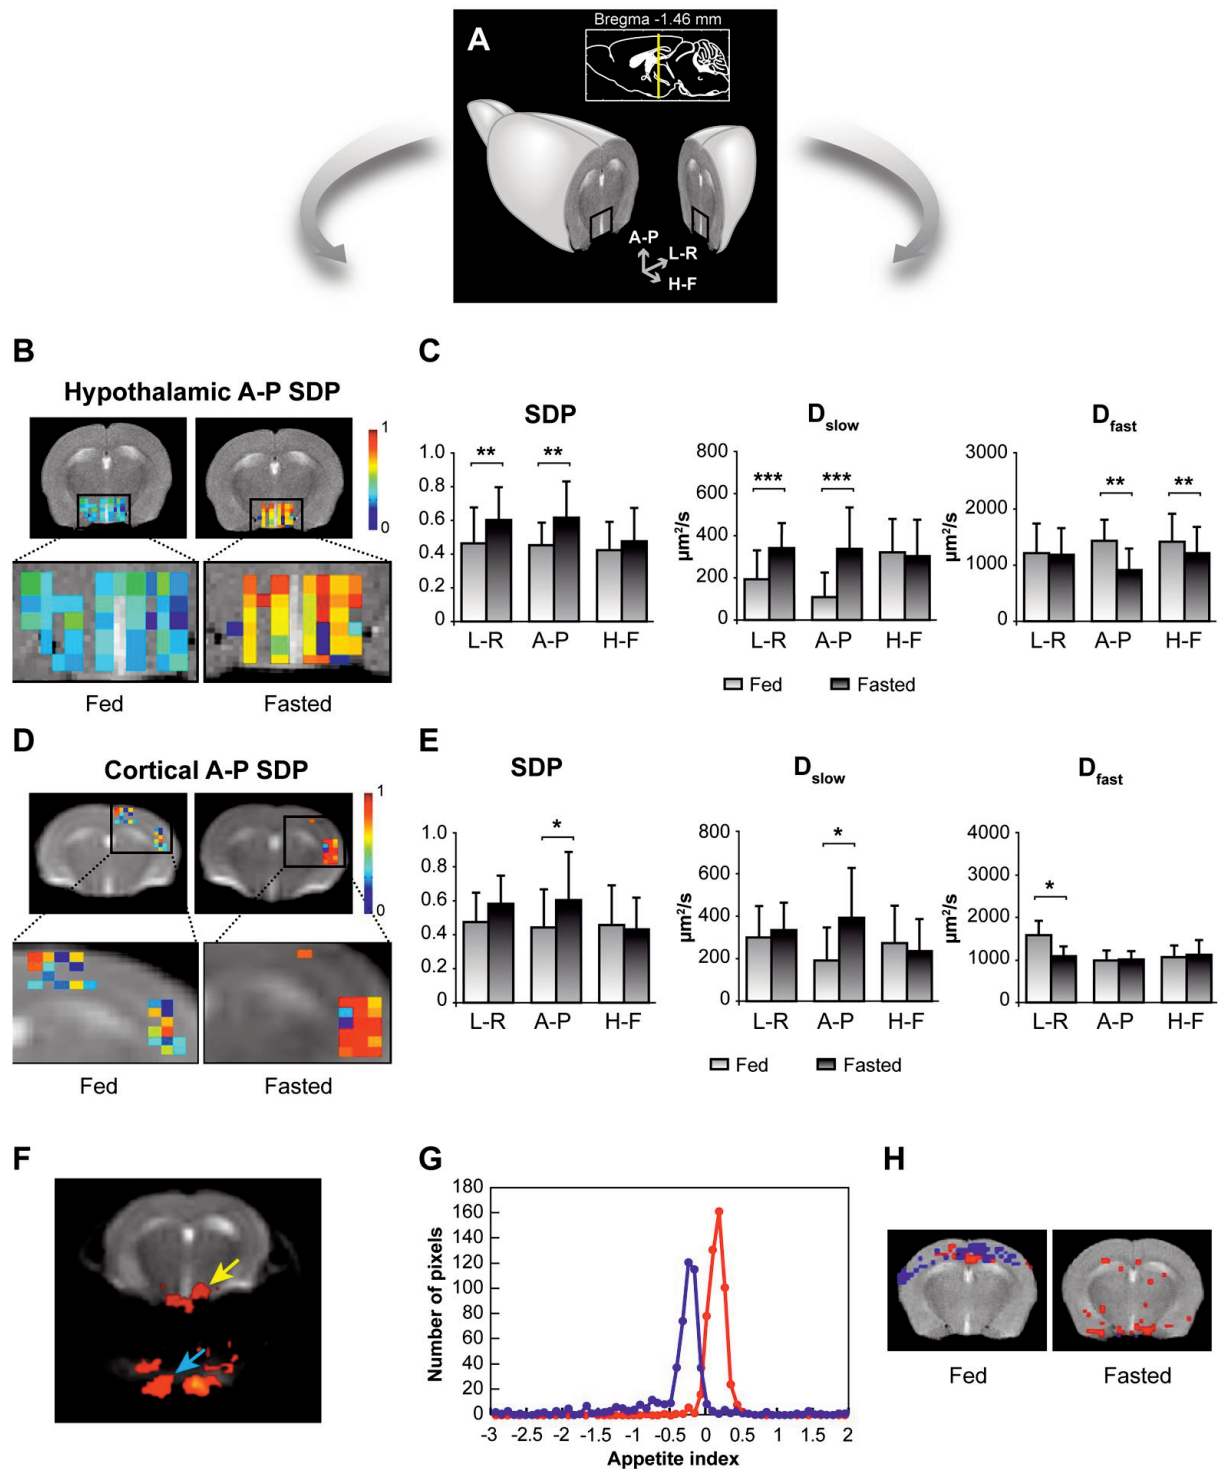 A
Bregma -1.46 mm
A-P
L-R
H-F
B
Hypothalamic A-P SDP
1
0
Fed
Fasted
C
SDP
1.0
0.8
0.6
0.4
0.2
0
** **
L-R A-P H-F
D slow
µm²/s
800
600
400
200
0
*** ***
L-R A-P H-F
D fast
µm²/s
3000
2000
1000
0
** **
L-R A-P H-F
Fed Fasted
D
Cortical A-P SDP
1
0
Fed
Fasted
E
SDP
1.0
0.8
0.6
0.4
0.2
0
*
L-R A-P H-F
D slow
µm²/s
800
600
400
200
0
*
L-R A-P H-F
D fast
µm²/s
4000
3000
2000
1000
0
*
L-R A-P H-F
Fed Fasted
F
G
Number of pixels
180
160
140
120
100
80
60
40
20
0
-3 -2.5 -2 -1.5 -1 -0.5 0 0.5 1 1.5 2
Appetite index
H
Fed
Fasted